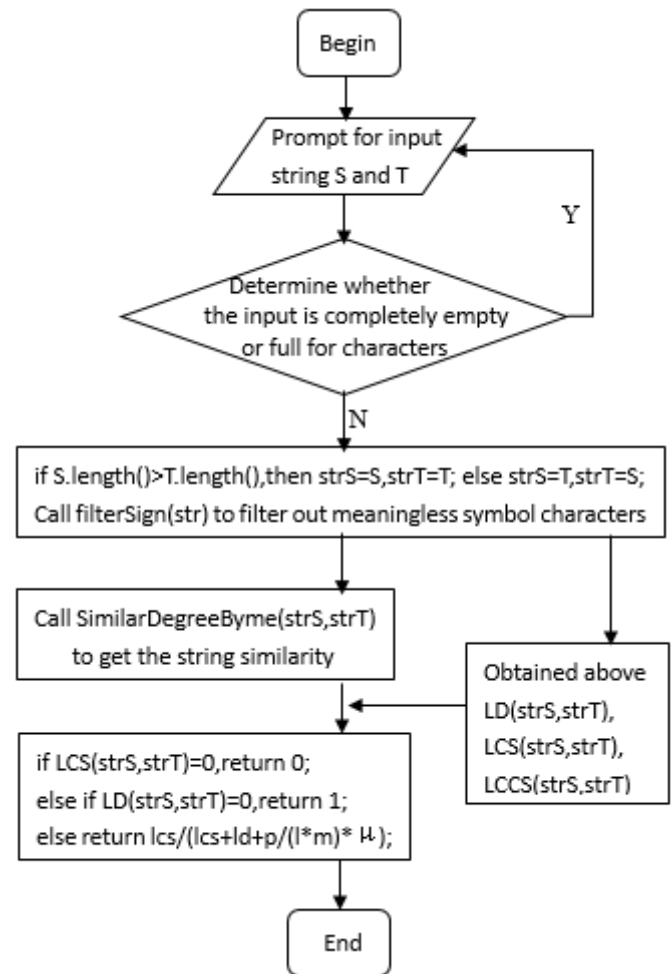 Begin
Prompt for input
string S and T
Y
Determine whether
the input is completely empty
or full for characters
N
if S.length()>T.length(),then strS=S,strT=T; else strS=T,strT=S;
Call filterSign(str) to filter out meaningless symbol characters
Call SimilarDegreeByme(strS,strT)
to get the string similarity
Obtained above
LD(strS,strT),
LCS(strS,strT),
LCCS(strS,strT)
if LCS(strS,strT)=0,return 0;
else if LD(strS,strT)=0,return 1;
else return lcs/(lcs+ld+p/(l*m)* μ);
End